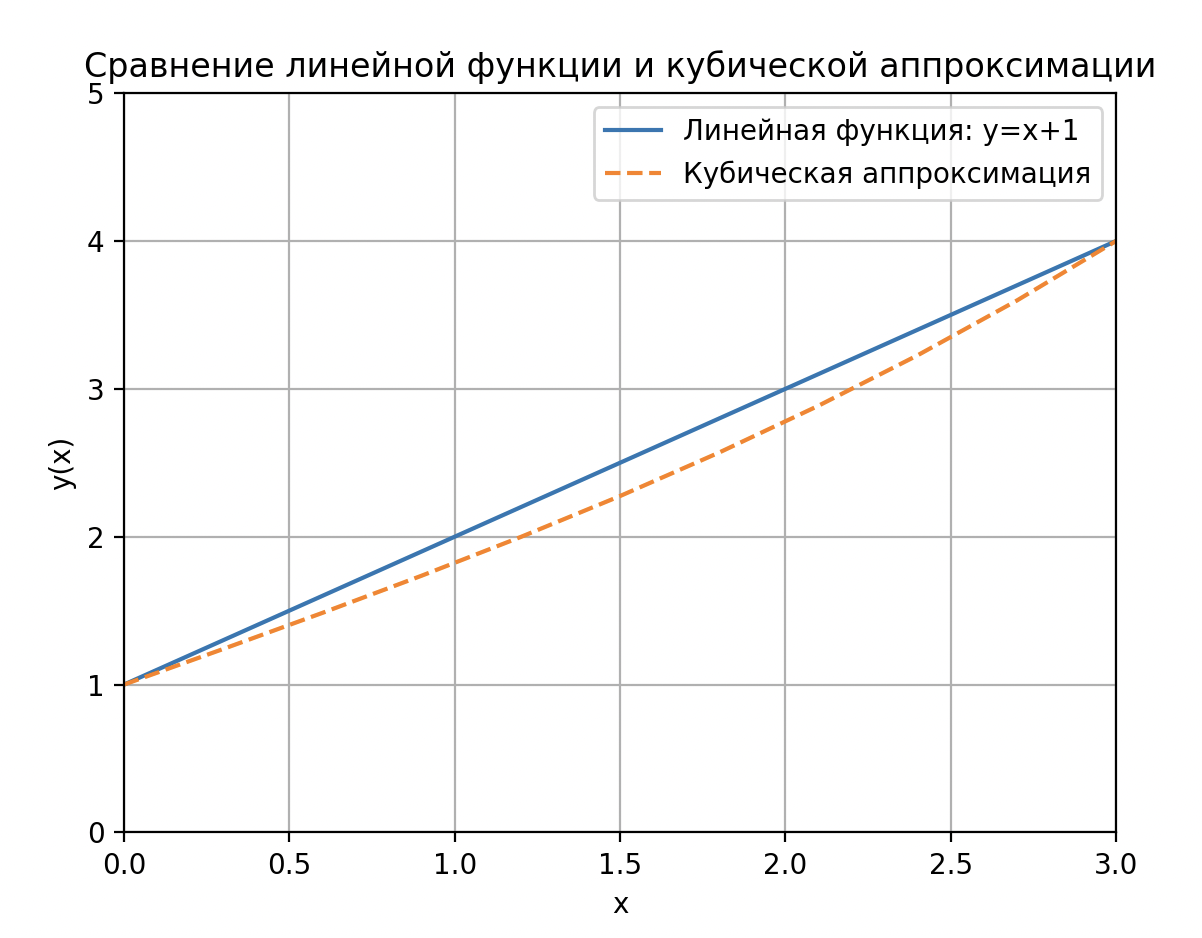 Сравнение линейной функции и кубической аппроксимации
Линейная функция: y=x+1
Кубическая аппроксимация
y(x)
5
4
3
2
1
0
0.0 0.5 1.0 1.5 2.0 2.5 3.0
x